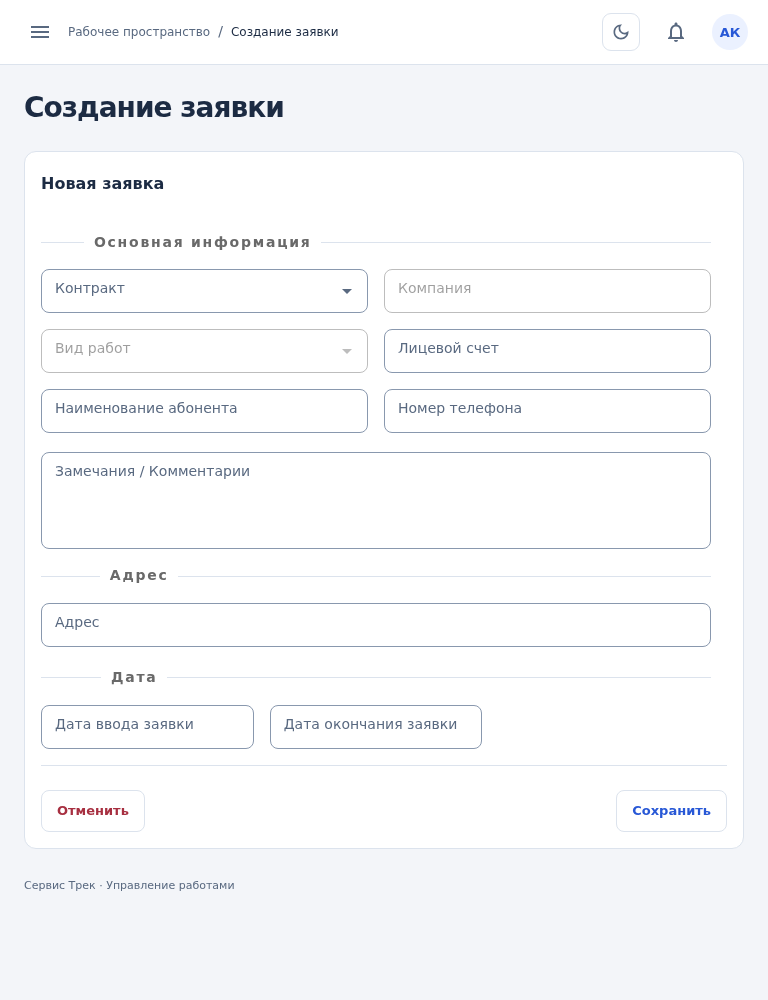 Рабочее пространство / Создание заявки
АК
Создание заявки
Новая заявка
Основная информация
Контракт
Компания
Вид работ
Лицевой счет
Наименование абонента
Номер телефона
Замечания / Комментарии
Адрес
Адрес
Дата
Дата ввода заявки
Дата окончания заявки
Отменить
Сохранить
Сервис Трек · Управление работами